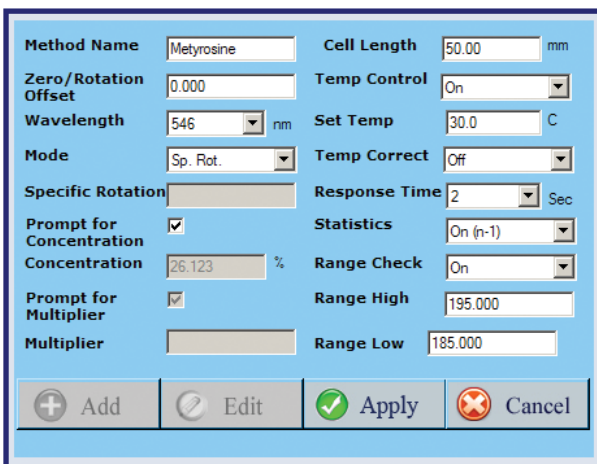 Method Name Metyrosine Cell Length 50.00 mm
Zero/Rotation Offset 0.000 Temp Control On
Wavelength 546 nm Set Temp 30.0 C
Mode Sp. Rot. Temp Correct Off
Specific Rotation Response Time 2 Sec
Prompt for Concentration Statistics On (n-1)
Concentration 26.123 % Range Check On
Prompt for Multiplier Range High 195.000
Multiplier Range Low 185.000
Add Edit Apply Cancel